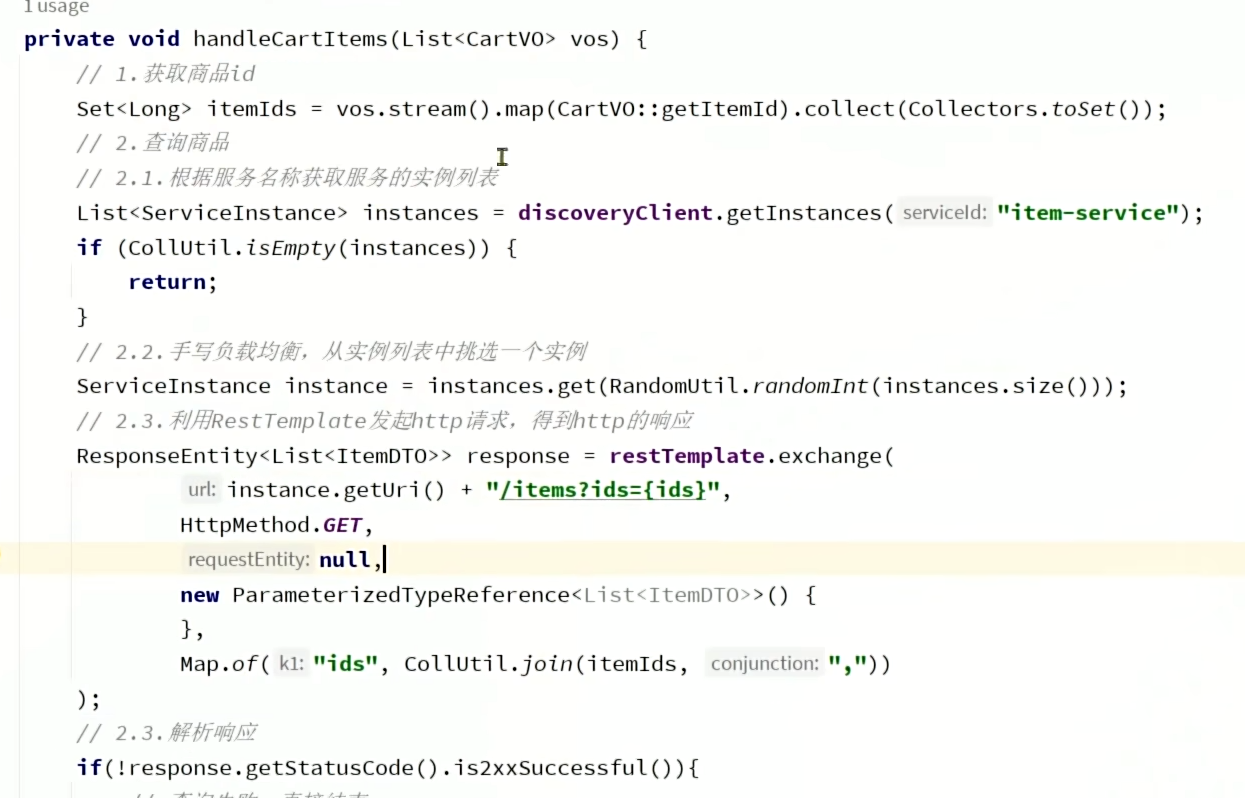 1 usage
private void handleCartItems(List<CartVO> vos) {
// 1.获取商品id
Set<Long> itemIds = vos.stream().map(CartVO::getItemId).collect(Collectors.toSet());
// 2.查询商品
// 2.1.根据服务名称获取服务的实例列表
List<ServiceInstance> instances = discoveryClient.getInstances( serviceId: "item-service");
if (CollUtil.isEmpty(instances)) {
return;
}
// 2.2.手写负载均衡，从实例列表中挑选一个实例
ServiceInstance instance = instances.get(RandomUtil.randomInt(instances.size()));
// 2.3.利用RestTemplate发起http请求，得到http的响应
ResponseEntity<List<ItemDTO>> response = restTemplate.exchange(
url: instance.getUri() + "/items?ids={ids}",
HttpMethod.GET,
requestEntity: null,
new ParameterizedTypeReference<List<ItemDTO>>() {
},
Map.of( k1: "ids", CollUtil.join(itemIds, conjunction: ","))
);
// 2.3.解析响应
if(!response.getStatusCode().is2xxSuccessful()){